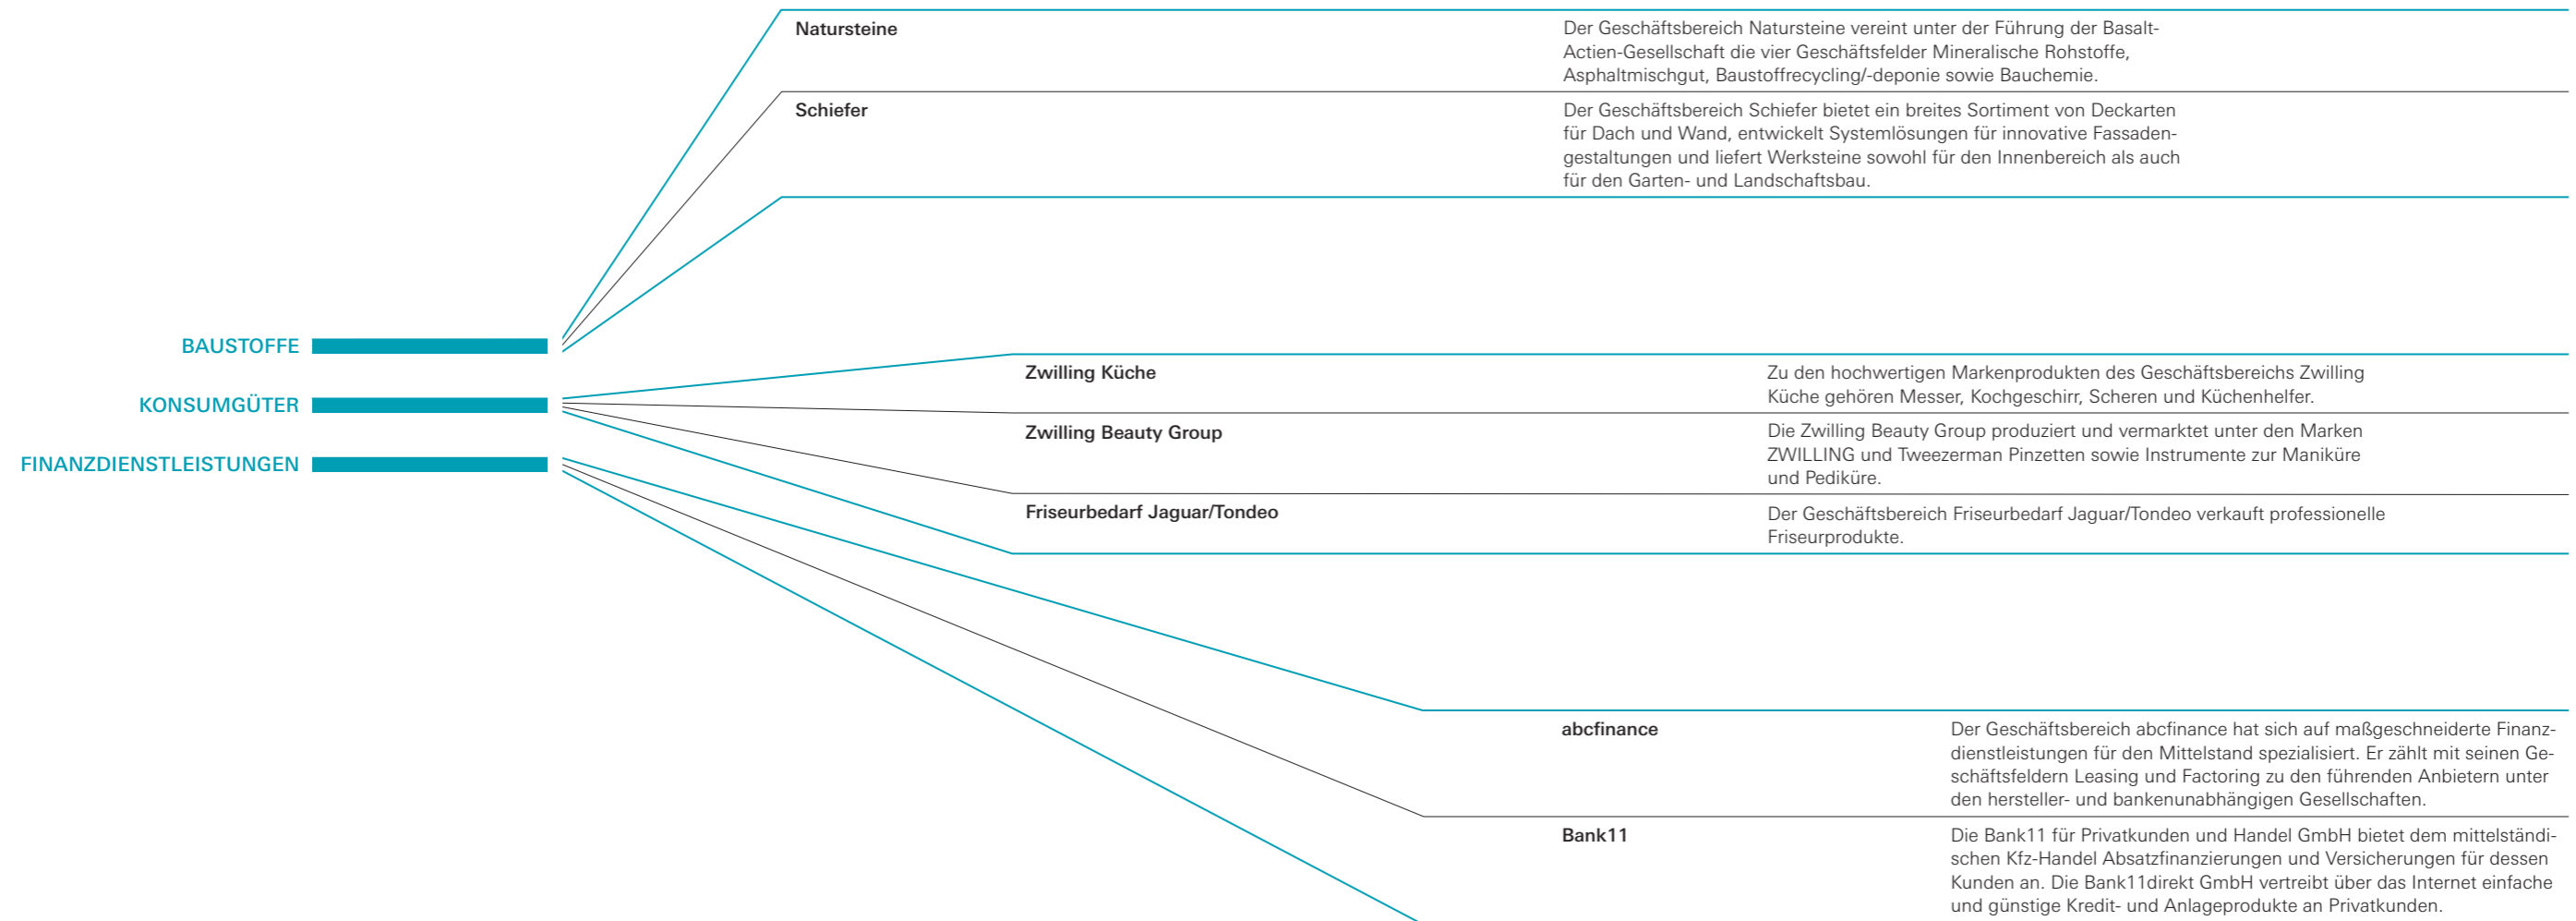 BAUSTOFFE
Natursteine
Der Geschäftsbereich Natursteine vereint unter der Führung der Basalt-
Actien-Gesellschaft die vier Geschäftsfelder Mineralische Rohstoffe,
Asphaltmischgut, Baustoffrecycling/-deponie sowie Bauchemie.
Schiefer
Der Geschäftsbereich Schiefer bietet ein breites Sortiment von Deckarten
für Dach und Wand, entwickelt Systemlösungen für innovative Fassaden-
gestaltungen und liefert Werksteine sowohl für den Innenbereich als auch
für den Garten- und Landschaftsbau.
KONSUMGÜTER
Zwilling Küche
Zu den hochwertigen Markenprodukten des Geschäftsbereichs Zwilling
Küche gehören Messer, Kochgeschirr, Scheren und Küchenhelfer.
Zwilling Beauty Group
Die Zwilling Beauty Group produziert und vermarktet unter den Marken
ZWILLING und Tweezerman Pinzetten sowie Instrumente zur Maniküre
und Pediküre.
Friseurbedarf Jaguar/Tondeo
Der Geschäftsbereich Friseurbedarf Jaguar/Tondeo verkauft professionelle
Friseurprodukte.
FINANZDIENSTLEISTUNGEN
abcfinance
Der Geschäftsbereich abcfinance hat sich auf maßgeschneiderte Finanz-
dienstleistungen für den Mittelstand spezialisiert. Er zählt mit seinen Ge-
schäftsfeldern Leasing und Factoring zu den führenden Anbietern unter
den hersteller- und bankenunabhängigen Gesellschaften.
Bank11
Die Bank11 für Privatkunden und Handel GmbH bietet dem mittelständi-
schen Kfz-Handel Absatzfinanzierungen und Versicherungen für dessen
Kunden an. Die Bank11direkt GmbH vertreibt über das Internet einfache
und günstige Kredit- und Anlageprodukte an Privatkunden.